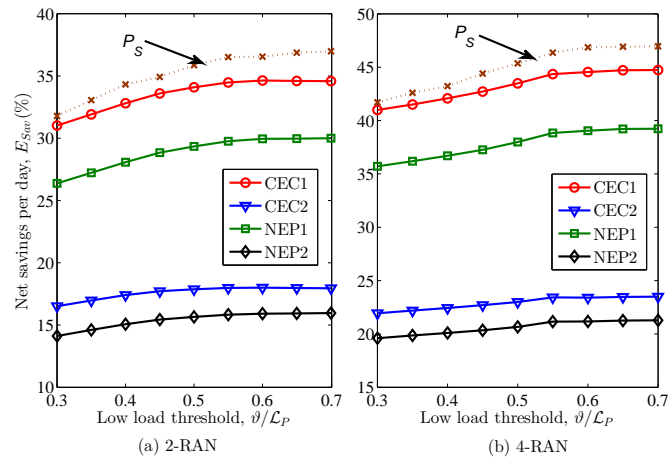 Net savings per day, E_Sav(%)
40
35
30
25
20
15
10
P_S
CEC1
CEC2
NEP1
NEP2
0.3 0.4 0.5 0.6 0.7
Low load threshold, ϑ/ℒ_P
(a) 2-RAN
50
45
40
35
30
25
20
15
P_S
CEC1
CEC2
NEP1
NEP2
0.3 0.4 0.5 0.6 0.7
Low load threshold, ϑ/ℒ_P
(b) 4-RAN